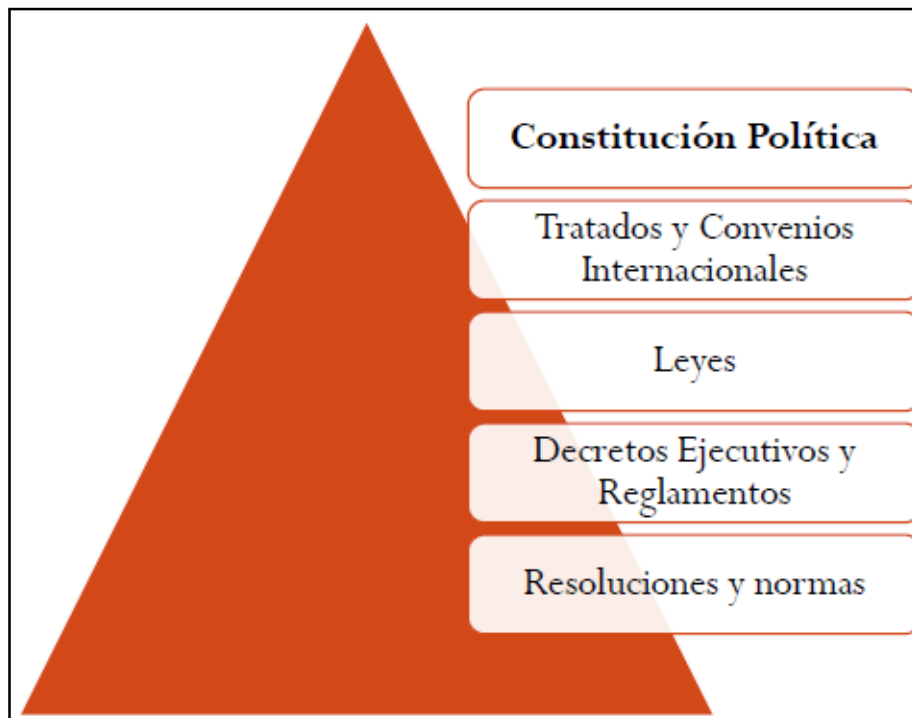 Constitución Política
Tratados y Convenios
Internacionales
Leyes
Decretos Ejecutivos y
Reglamentos
Resoluciones y normas